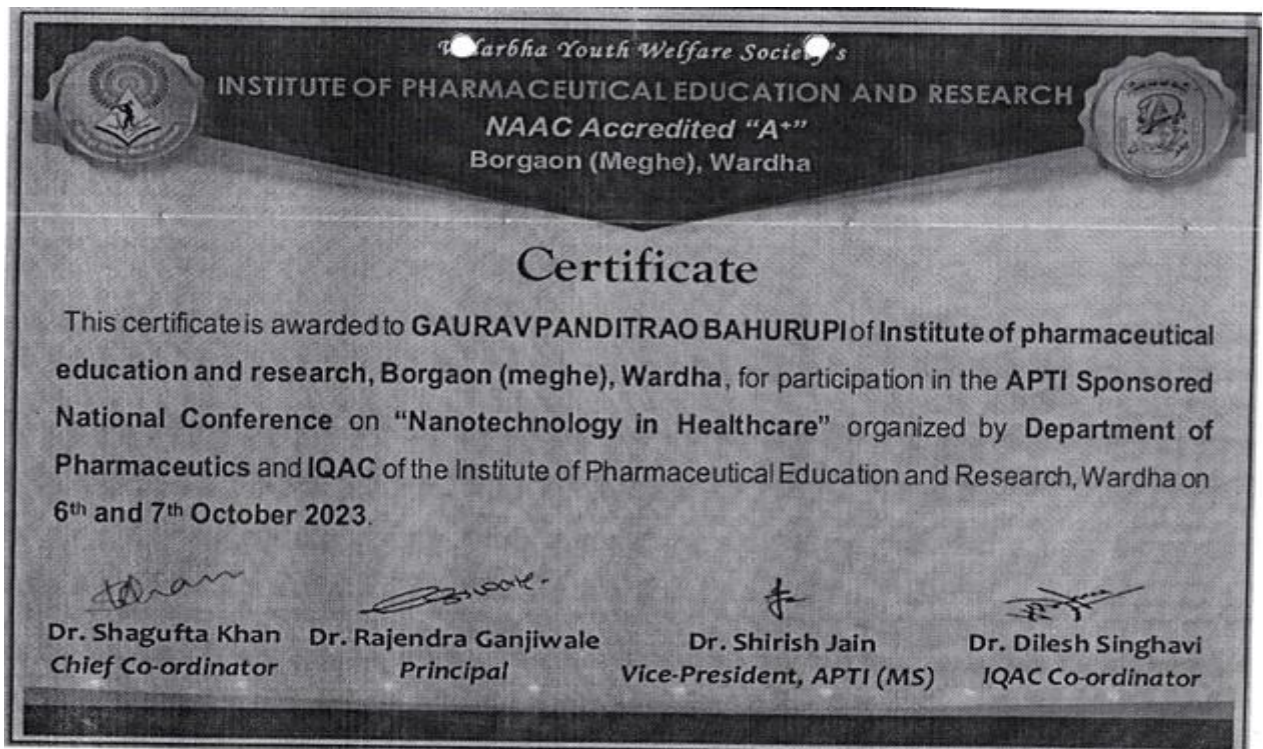 Vidarbha Youth Welfare Society's
INSTITUTE OF PHARMACEUTICAL EDUCATION AND RESEARCH
NAAC Accredited “A+”
Borgaon (Meghe), Wardha
Certificate
This certificate is awarded to GAURAV PANDITRAO BAHURUPI of Institute of pharmaceutical
education and research, Borgaon (meghe), Wardha, for participation in the APTI Sponsored
National Conference on “Nanotechnology in Healthcare” organized by Department of
Pharmaceutics and IQAC of the Institute of Pharmaceutical Education and Research, Wardha on
6th and 7th October 2023.
Dr. Shagufta Khan Dr. Rajendra Ganjiwale Dr. Shirish Jain Dr. Dilesh Singhavi
Chief Co-ordinator Principal Vice-President, APTI (MS) IQAC Co-ordinator